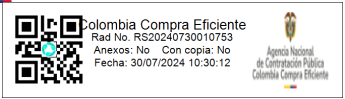 Colombia Compra Eficiente
Rad No. RS20240730010753
Anexos: No Con copia: No
Fecha: 30/07/2024 10:30:12
Agencia Nacional
de Contratación Pública
Colombia Compra Eficiente